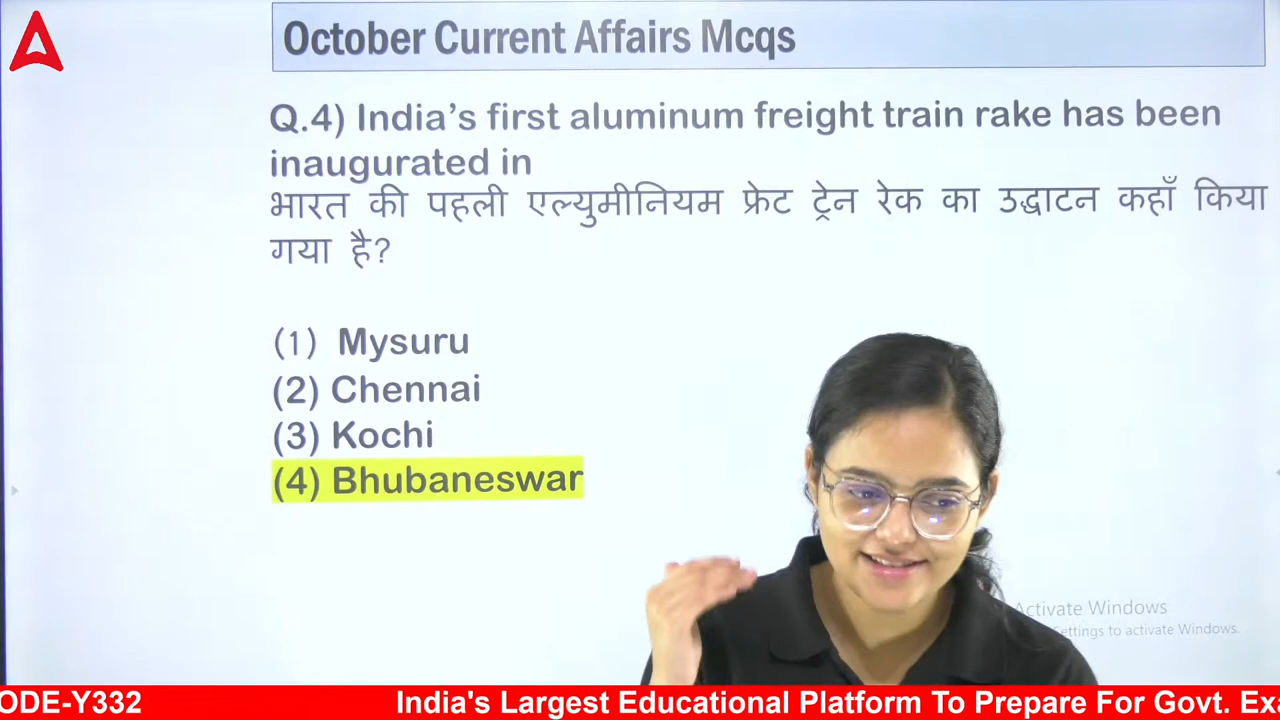 October Current Affairs Mcqs
Q.4) India's first aluminum freight train rake has been
inaugurated in
भारत की पहली एल्युमीनियम फ्रेट ट्रेन रेक का उद्घाटन कहाँ किया
गया है?
(1) Mysuru
(2) Chennai
(3) Kochi
(4) Bhubaneswar
Activate Windows
Settings to activate Windows.
ODE-Y332 India's Largest Educational Platform To Prepare For Govt. Exa